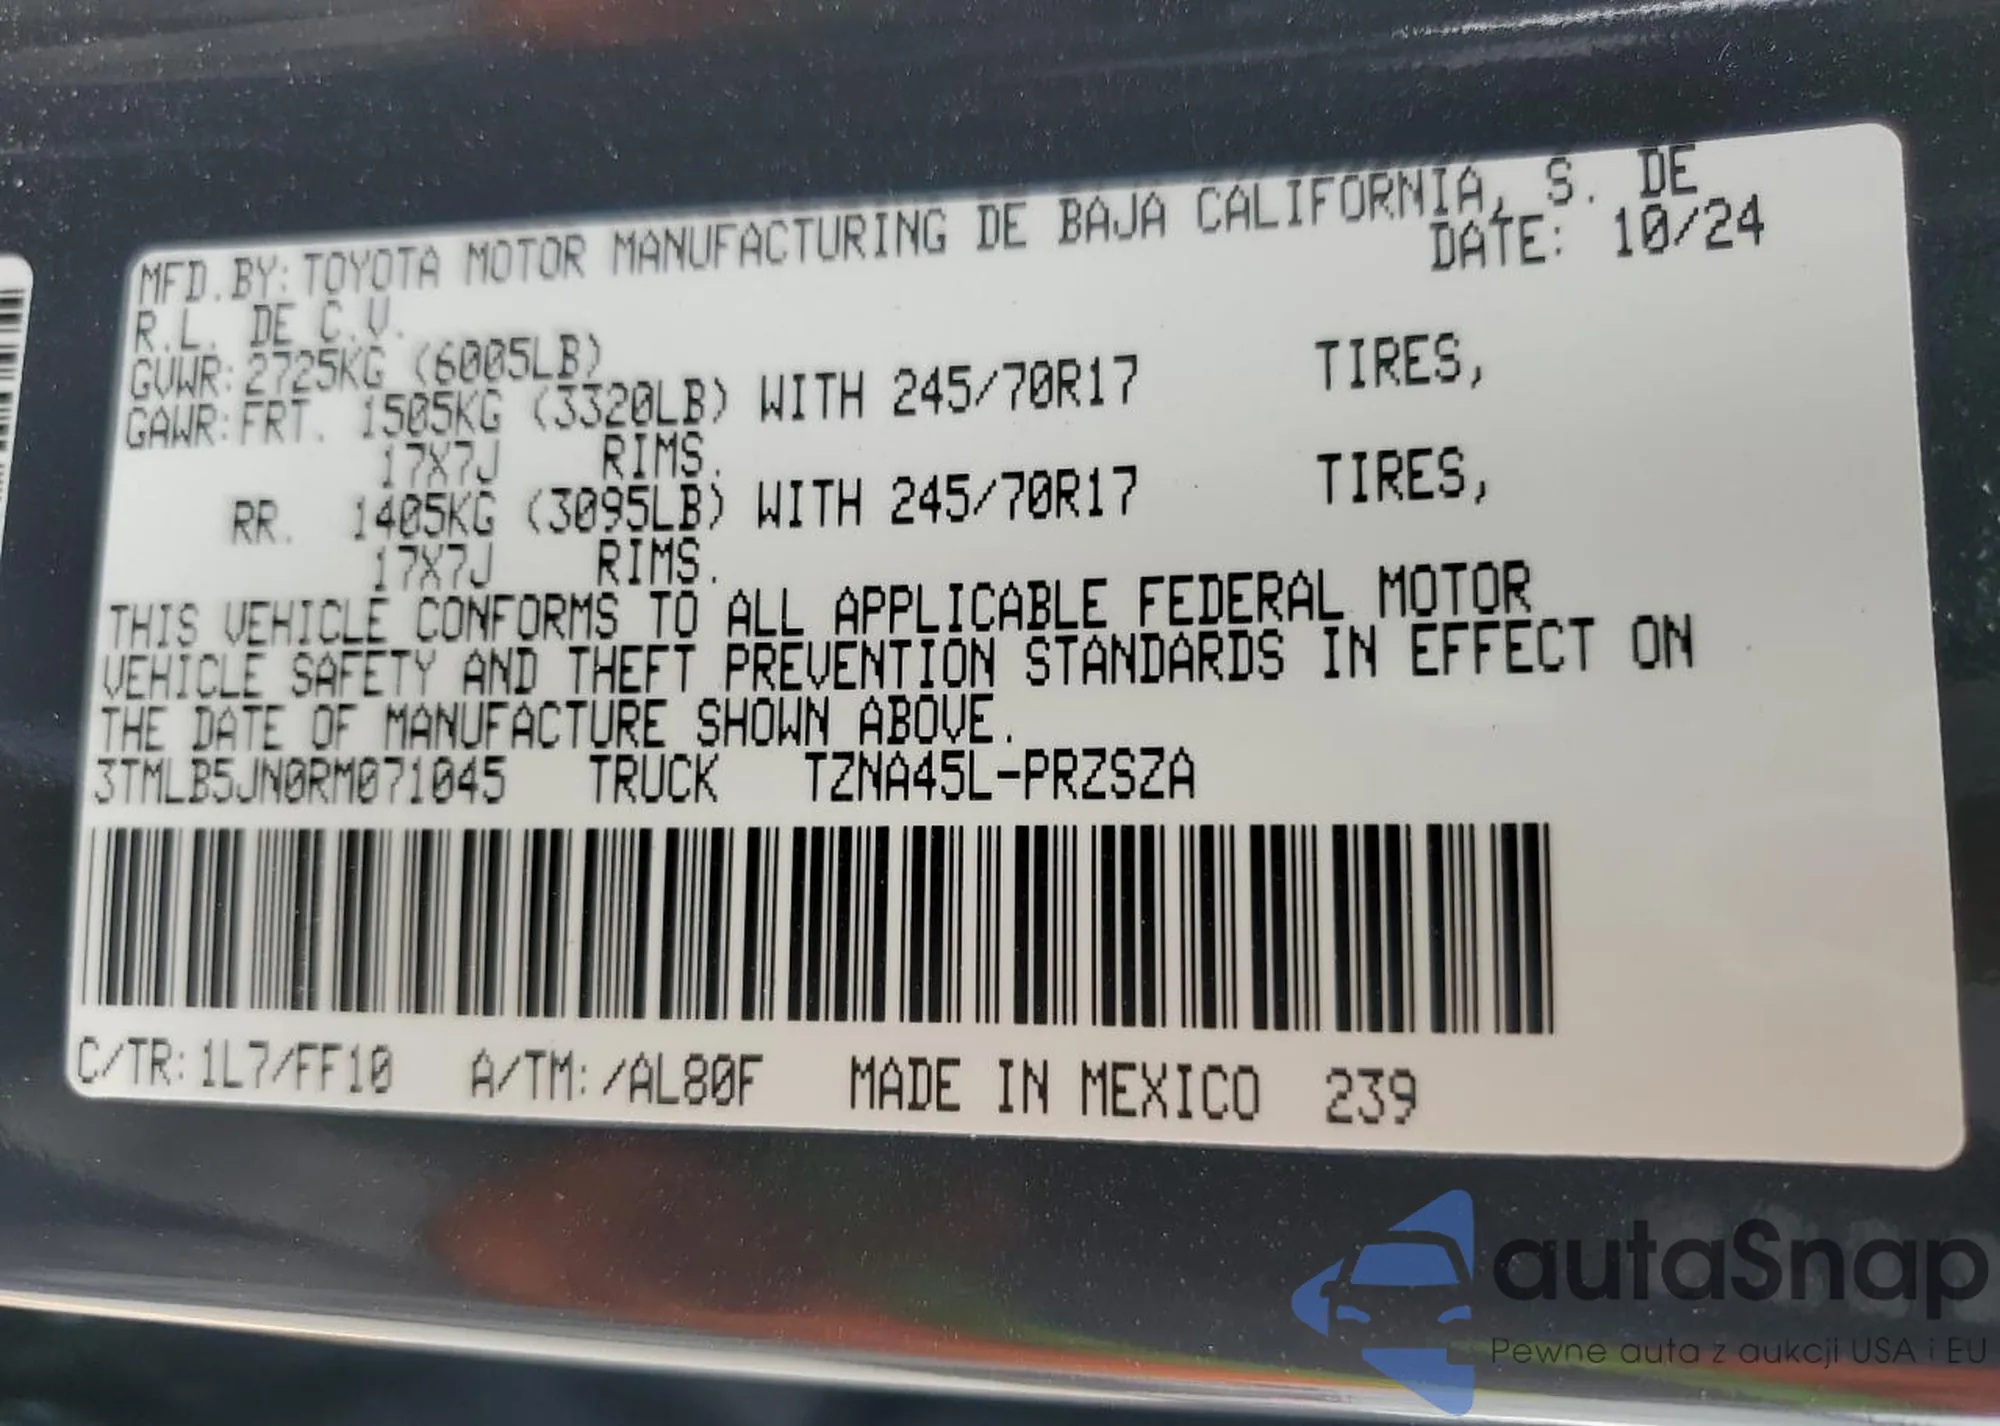 MFD.BY:TOYOTA MOTOR MANUFACTURING DE BAJA CALIFORNIA, S. DE
R.L. DE C.V. DATE: 10/24
GVWR:2725KG (6005LB)
GAWR:FRT. 1505KG (3320LB) WITH 245/70R17 TIRES,
17X7J RIMS.
RR. 1405KG (3095LB) WITH 245/70R17 TIRES,
17X7J RIMS.
THIS VEHICLE CONFORMS TO ALL APPLICABLE FEDERAL MOTOR
VEHICLE SAFETY AND THEFT PREVENTION STANDARDS IN EFFECT ON
THE DATE OF MANUFACTURE SHOWN ABOVE.
3TMLB5JN0RM071045 TRUCK TZNA45L-PRZSZA
C/TR:1L7/FF10 A/TM:/AL80F MADE IN MEXICO 239
autaSnap
Pewne auta z aukcji USA i EU